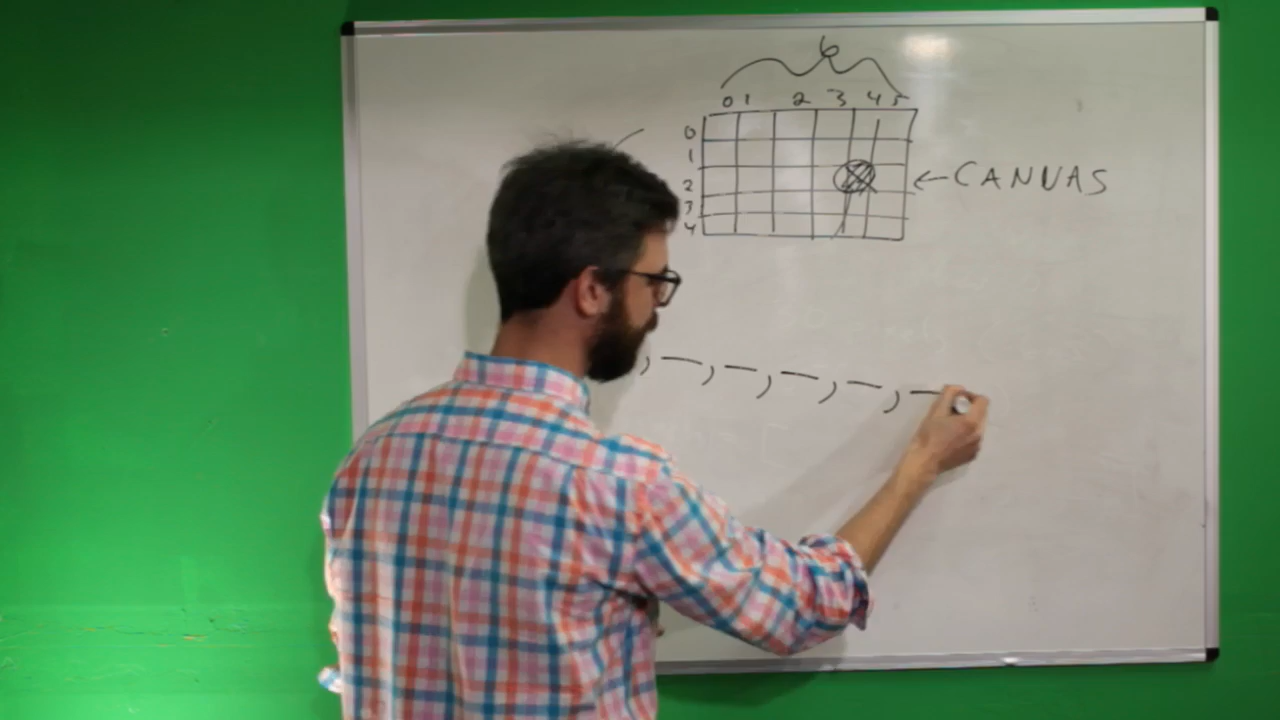 6
0 1 2 3 4 5
0
1
2
3
4
← CANVAS
, — , — , — , — , —